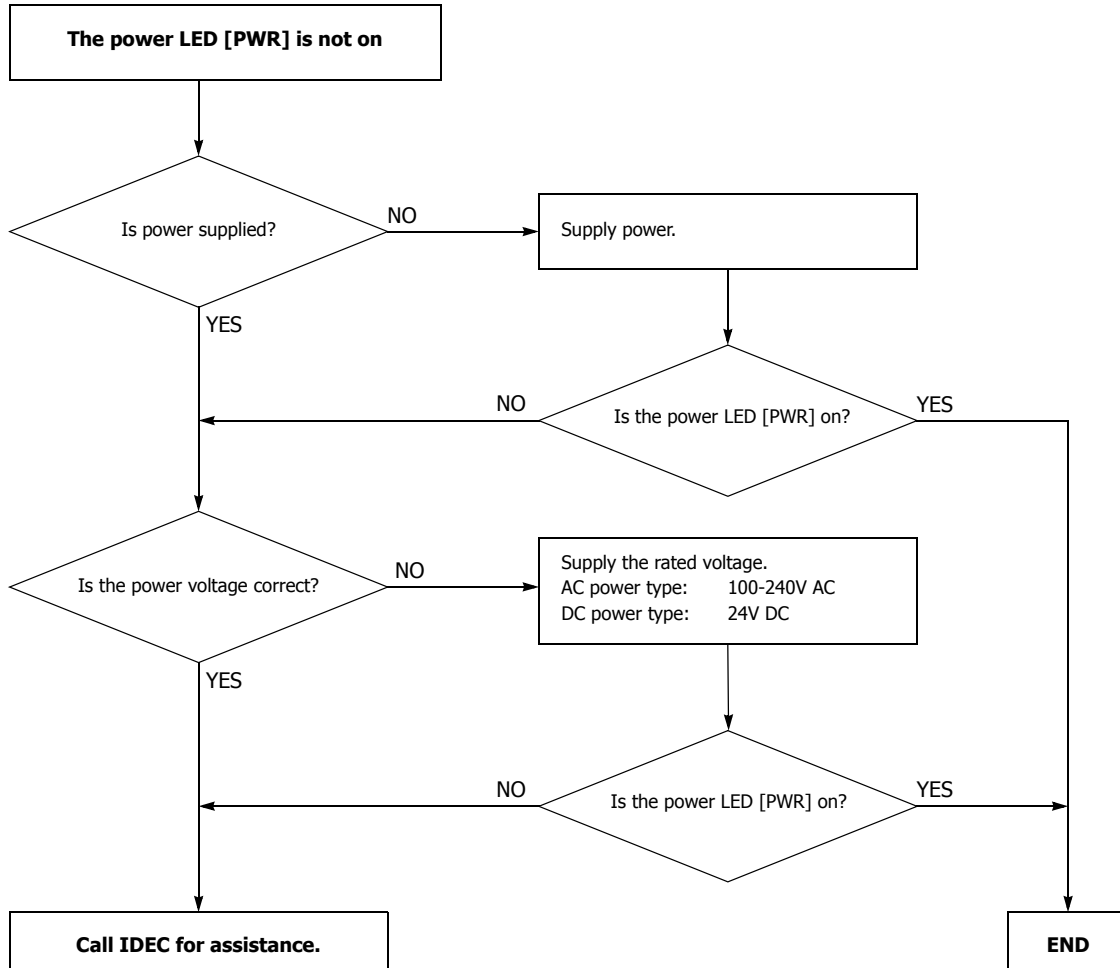 The power LED [PWR] is not on
Is power supplied?
NO
Supply power.
YES
NO
Is the power LED [PWR] on?
YES
Is the power voltage correct?
NO
Supply the rated voltage.
AC power type: 100-240V AC
DC power type: 24V DC
YES
NO
Is the power LED [PWR] on?
YES
Call IDEC for assistance.
END